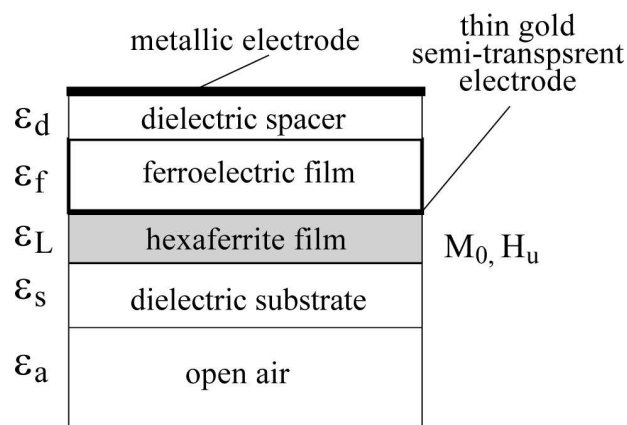 thin gold
metallic electrode
semi-transpsrent
electrode
εd
dielectric spacer
εf
ferroelectric film
εL
hexaferrite film
M0, Hu
εs
dielectric substrate
εa
open air